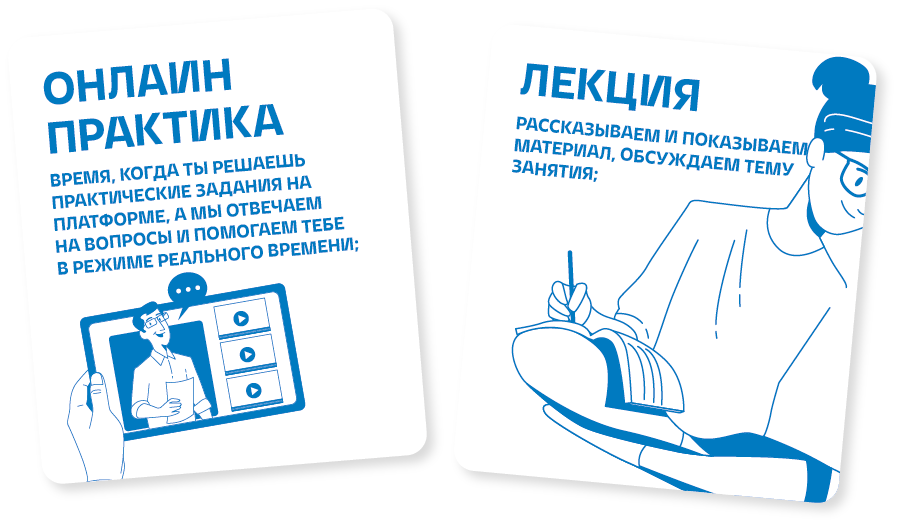 ОНЛАЙН
ПРАКТИКА
ВРЕМЯ, КОГДА ТЫ РЕШАЕШЬ
ПРАКТИЧЕСКИЕ ЗАДАНИЯ НА
ПЛАТФОРМЕ, А МЫ ОТВЕЧАЕМ
НА ВОПРОСЫ И ПОМОГАЕМ ТЕБЕ
В РЕЖИМЕ РЕАЛЬНОГО ВРЕМЕНИ;
ЛЕКЦИЯ
РАССКАЗЫВАЕМ И ПОКАЗЫВАЕМ
МАТЕРИАЛ, ОБСУЖДАЕМ ТЕМУ
ЗАНЯТИЯ;